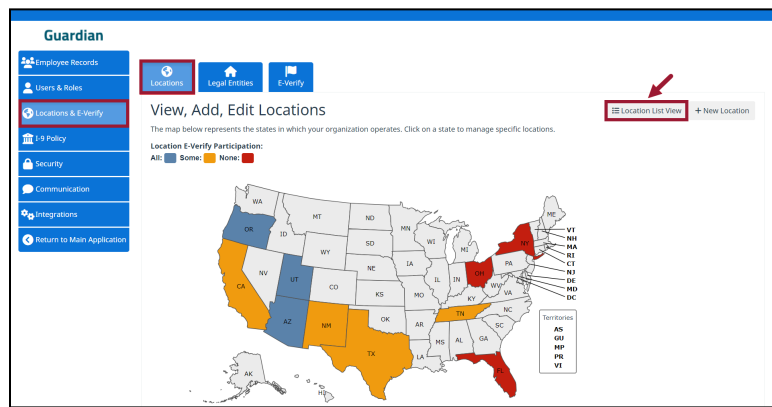 Guardian
Employee Records
Users & Roles
Locations & E-Verify
I-9 Policy
Security
Communication
Integrations
Return to Main Application
Locations
Legal Entities
E-Verify
View, Add, Edit Locations
Location List View
+ New Location
The map below represents the states in which your organization operates. Click on a state to manage specific locations.
Location E-Verify Participation:
All: Some: None:
WA
MT
ND
MN
ME
OR
ID
WY
SD
WI
MI
NY
VT
NH
MA
RI
CT
NJ
DE
MD
DC
NV
UT
CO
NE
IA
IL
IN
OH
PA
CA
KS
MO
KY
WV
VA
AZ
NM
OK
AR
TN
NC
SC
TX
LA
MS
AL
GA
FL
AK
HI
Territories
AS
GU
MP
PR
VI